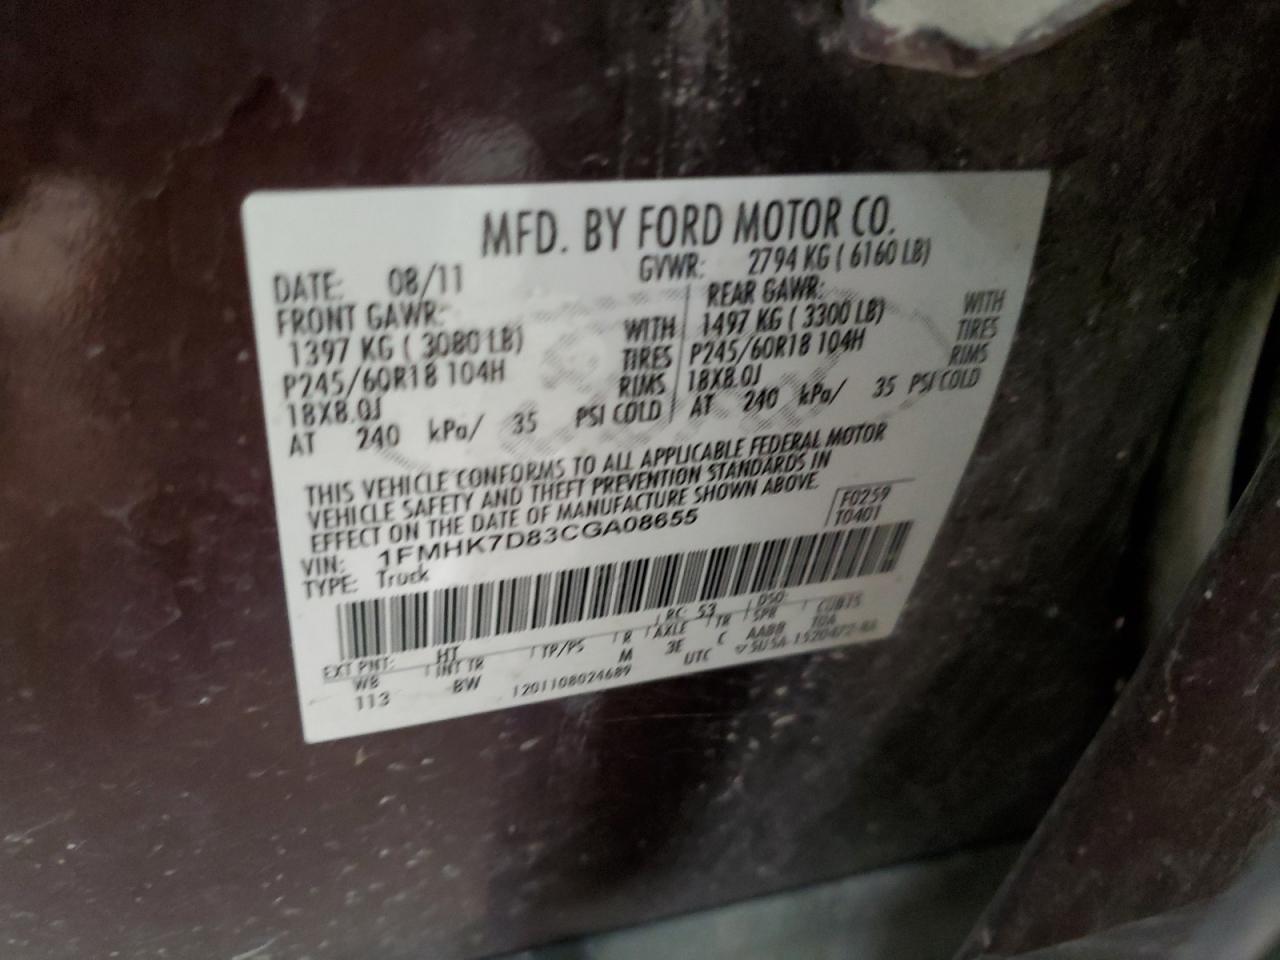 MFD. BY FORD MOTOR CO.
DATE: 08/11 GVWR: 2794 KG ( 6160 LB)
FRONT GAWR: REAR GAWR:
1397 KG ( 3080 LB) WITH 1497 KG ( 3300 LB) WITH
P245/60R18 104H TIRES P245/60R18 104H TIRES
18X8.0J RIMS 18X8.0J RIMS
AT 240 kPa/ 35 PSI COLD AT 240 kPa/ 35 PSI COLD
THIS VEHICLE CONFORMS TO ALL APPLICABLE FEDERAL MOTOR
VEHICLE SAFETY AND THEFT PREVENTION STANDARDS IN
EFFECT ON THE DATE OF MANUFACTURE SHOWN ABOVE.
VIN: 1FMHK7D83CGA08655 F0259
TYPE: Truck T0401
EXT PNT: HT RC: 53 DSO:
WB INT TR TP/PS R AXLE TR SPR
113 BW M 3E C AABB
1201108024689 UTC